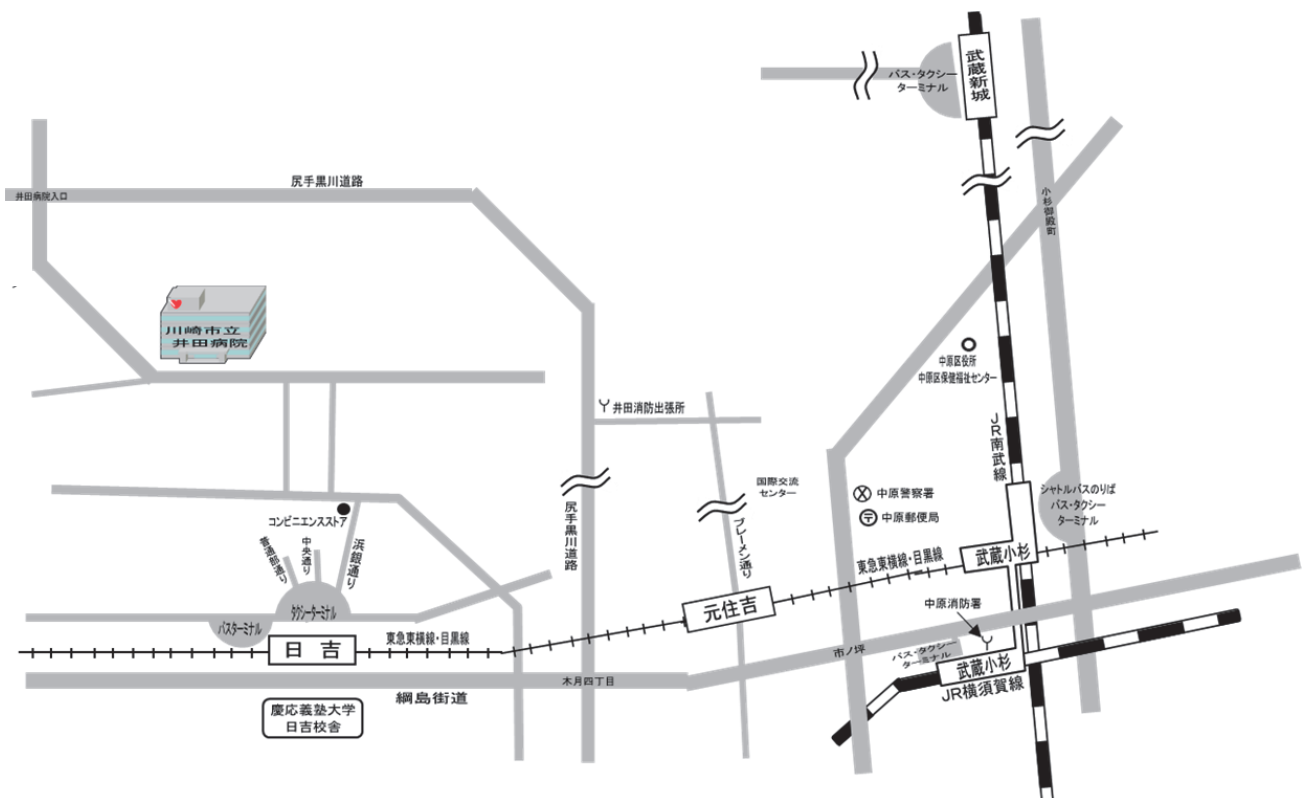 武蔵新城
バス・タクシー
ターミナル
尻手黒川道路
井田病院入口
小杉御殿町
川崎市立
井田病院
中原区役所
中原区保健福祉センター
井田消防出張所
JR南武線
国際交流
センター
中原警察署
中原郵便局
シャトルバスのりば
バス・タクシー
ターミナル
コンビニエンスストア
尻手黒川道路
ブレーメン通り
普通部通り
中央通り
浜銀通り
東急東横線・目黒線
武蔵小杉
元住吉
中原消防署
タクシーターミナル
バスターミナル
日吉
東急東横線・目黒線
市ノ坪
バス・タクシー
ターミナル
武蔵小杉
JR横須賀線
木月四丁目
綱島街道
慶応義塾大学
日吉校舎